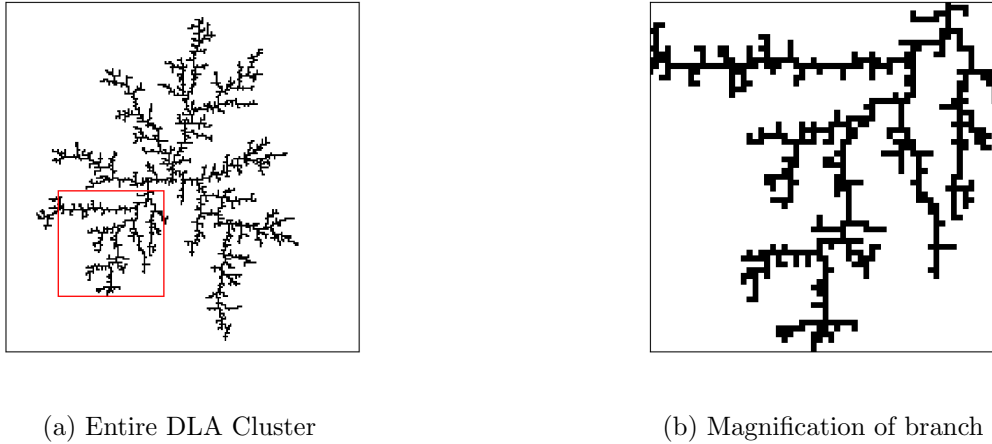 (a) Entire DLA Cluster
(b) Magnification of branch